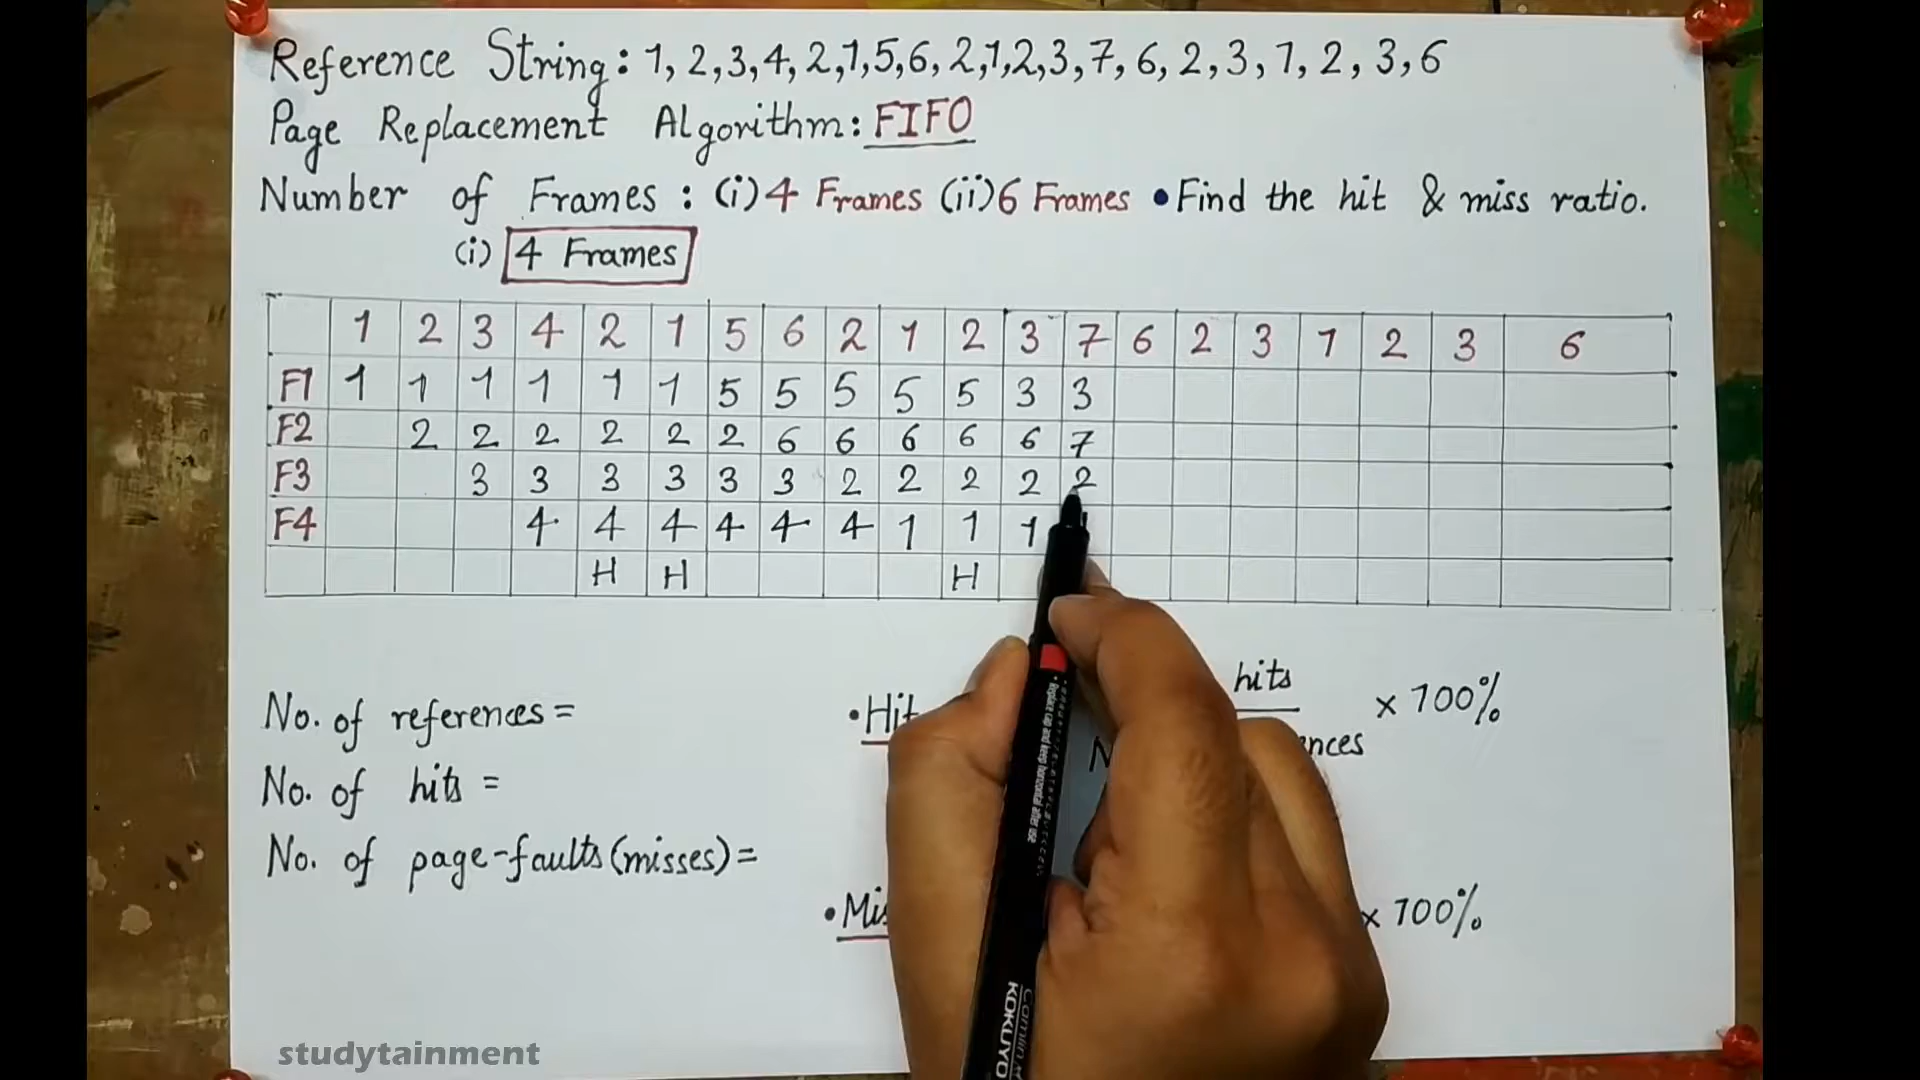 Reference String: 1, 2, 3, 4, 2, 1, 5, 6, 2, 1, 2, 3, 7, 6, 2, 3, 1, 2, 3, 6
Page Replacement Algorithm: FIFO
Number of Frames : (i) 4 Frames (ii) 6 Frames • Find the hit & miss ratio.
(i) 4 Frames
1 2 3 4 2 1 5 6 2 1 2 3 7 6 2 3 1 2 3 6
F1 1 1 1 1 1 1 5 5 5 5 5 3 3
F2 2 2 2 2 2 2 6 6 6 6 6 7
F3 3 3 3 3 3 3 2 2 2 2 2
F4 4 4 4 4 4 4 1 1 1
H H H
hits
No. of references = • Hit × 100%
No. of hits =
No. of page-faults (misses) =
× 100%
studytainment
KOKUYO